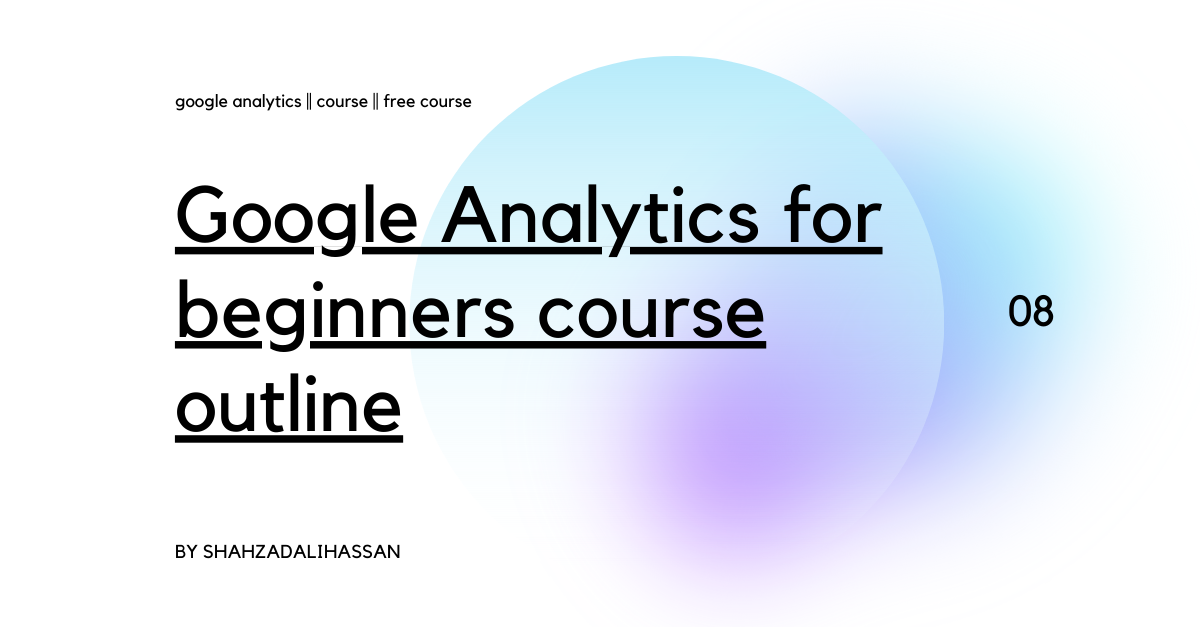 google analytics || course || free course
Google Analytics for
beginners course
outline
08
BY SHAHZADALIHASSAN